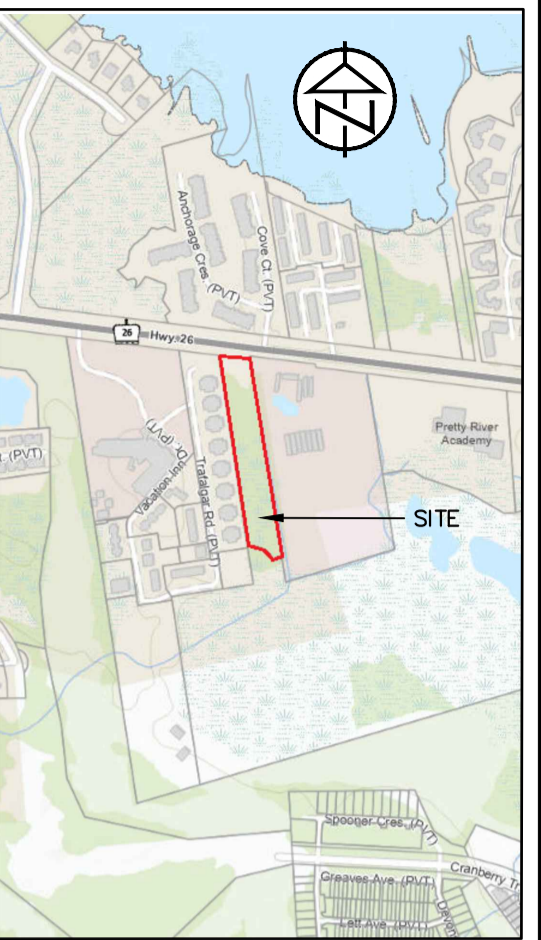 N
Anchorage Cres. (PVT)
Cove Ct. (PVT)
26
Hwy. 26
Pretty River
Academy
(PVT)
Vacation Inn Dr. (PVT)
Trafalgar Rd. (PVT)
SITE
Spooner Cres. (PVT)
Greaves Ave. (PVT)
Cranberry Tr
Lett Ave. (PVT)
Devon